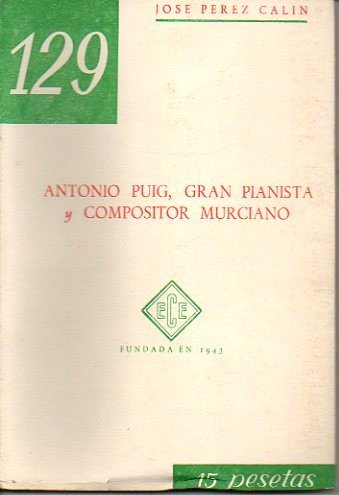 129
JOSE PEREZ CALIN
ANTONIO PUIG, GRAN PIANISTA
y COMPOSITOR MURCIANO
ECE
FUNDADA EN 1943
15 pesetas